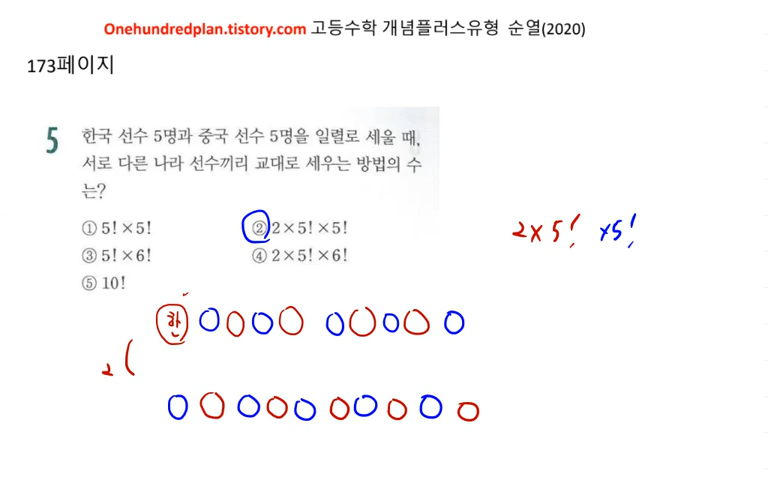 Onehundredplan.tistory.com 고등수학 개념플러스유형 순열(2020)
173페이지
5 한국 선수 5명과 중국 선수 5명을 일렬로 세울 때,
서로 다른 나라 선수끼리 교대로 세우는 방법의 수
는?
① 5!×5! ② 2×5!×5!
③ 5!×6! ④ 2×5!×6!
⑤ 10!
2×5! ×5!
한
2(